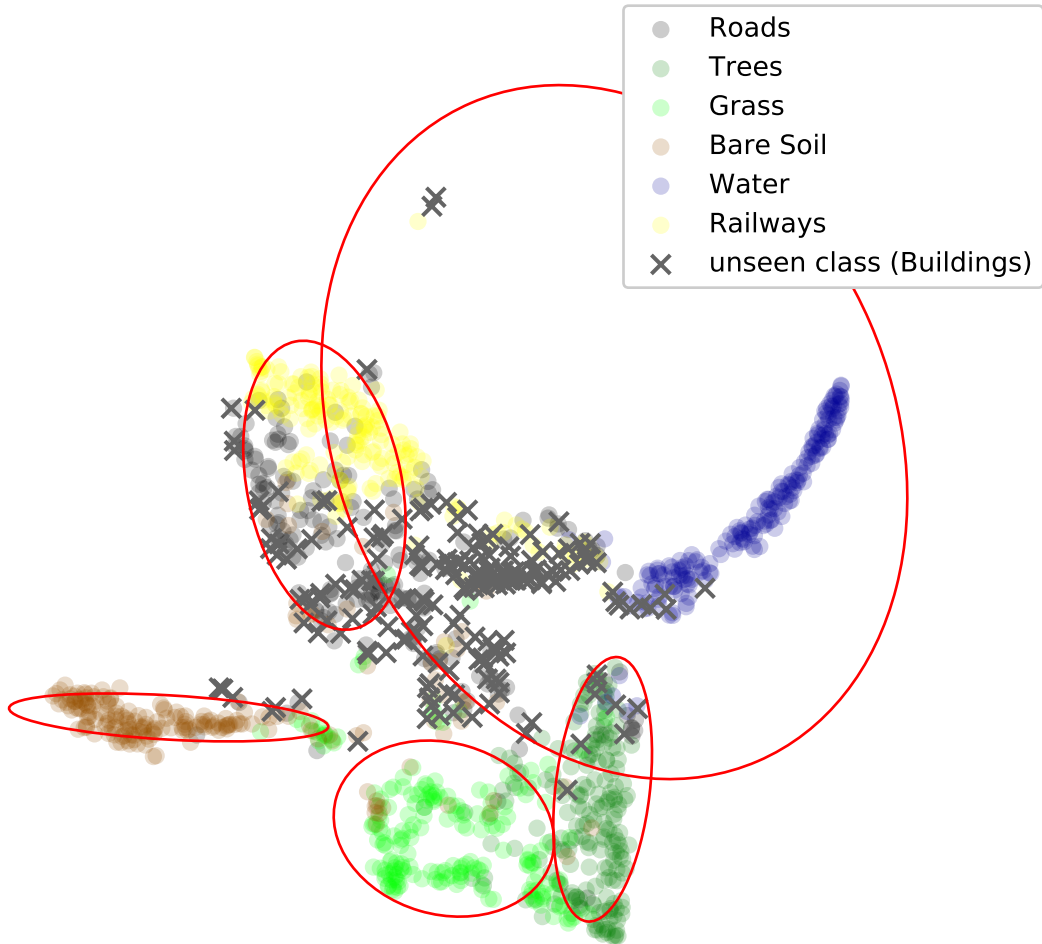 Roads
Trees
Grass
Bare Soil
Water
Railways
unseen class (Buildings)